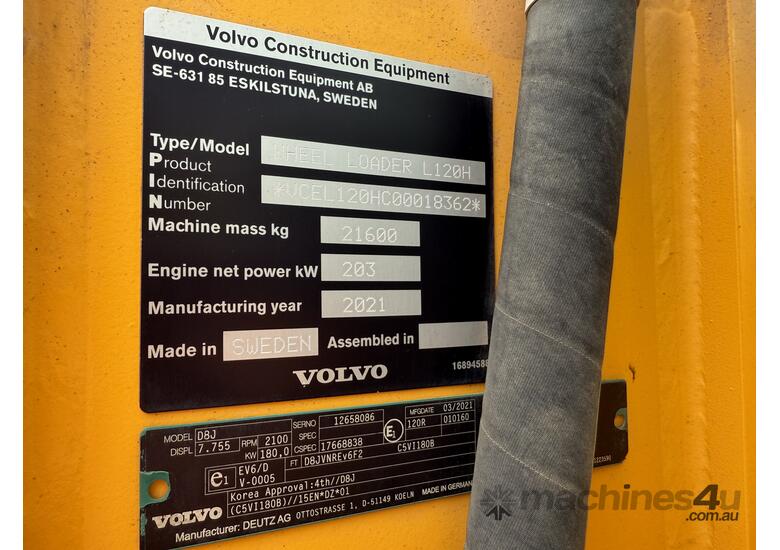 Volvo Construction Equipment
Volvo Construction Equipment AB
SE-631 85 ESKILSTUNA, SWEDEN
Type/Model WHEEL LOADER L120H
Product
Identification *VCEL120HC00018362*
Number
Machine mass kg 21600
Engine net power kW 203
Manufacturing year 2021
Made in SWEDEN Assembled in
VOLVO 16894588
MODEL D8J SERNO 12658086 MFGDATE 03/2021
DISPL 7.755 RPM 2100 SPEC 120R 010160
KW 180,0 CSPEC 17668838 E1 C5VI180B
e1 EV6/D FT D8JVNREv6F2
V-0005
Korea Approval:4th//D8J
(C5VI180B)//15EN*DZ*01
VOLVO OTTOSTRASSE 1, D-51149 KOELN MADE IN GERMANY
Manufacturer: DEUTZ AG
machines4u
.com.au